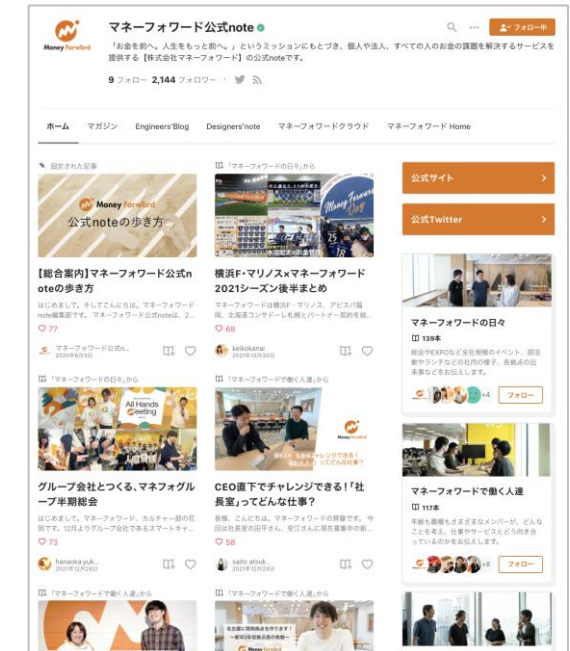 マネーフォワード公式note
フォロー中
Money Forward
「お金を前へ。人生をもっと前へ。」というミッションにもとづき、個人や法人、すべての人のお金の課題を解決するサービスを
提供する【株式会社マネーフォワード】の公式noteです。
9 フォロー 2,144 フォロワー
ホーム マガジン Engineers'Blog Designers'note マネーフォワードクラウド マネーフォワード Home
固定された記事
Money Forward
公式noteの歩き方
【総合案内】マネーフォワード公式n
oteの歩き方
はじめまして。そしてこんにちは。マネーフォワード
note編集部です。 マネーフォワード公式noteは、2...
77
マネーフォワード公式n...
2020年6月5日
「マネーフォワードの日々」から
Money Forward
Day
横浜F・マリノス×マネーフォワード
2021シーズン後半まとめ
マネーフォワードは横浜F・マリノス、アビスパ福
岡、北海道コンサドーレ札幌とパートナー契約を結...
68
keikokanai
2021年12月30日
「マネーフォワードの日々」から
All Hands
Meeting
グループ会社とつくる、マネフォグル
ープ半期総会
はじめまして。マネーフォワード、カルチャー部の花
岡です。12月よりグループ会社であるスマートキャ...
73
hanaoka.yuk...
2021年12月24日
「マネーフォワードで働く人達」から
Money Forward
CEO直下でチャレンジできる!「社
長室」ってどんな仕事?
皆様、こんにちは。マネーフォワードの齊藤です。 今
回は社長室の田平さん、安江さんに現在募集中の新...
58
saito atsuk...
2021年12月24日
「マネーフォワードで働く人達」から
「マネーフォワードで働く人達」から
名古屋に開発拠点を作ります!
公式サイト
公式Twitter
マネーフォワードの日々
139本
総会やEXPOなど全社規模のイベント、部活
動やランチなどの社内の様子、各拠点の出
来事などをお伝えします。
+4
フォロー
マネーフォワードで働く人達
117本
年齢も職種もさまざまなメンバーが、どんな
ことを考え、仕事やサービスとどう向き合
っているのかをお伝えします。
+8
フォロー